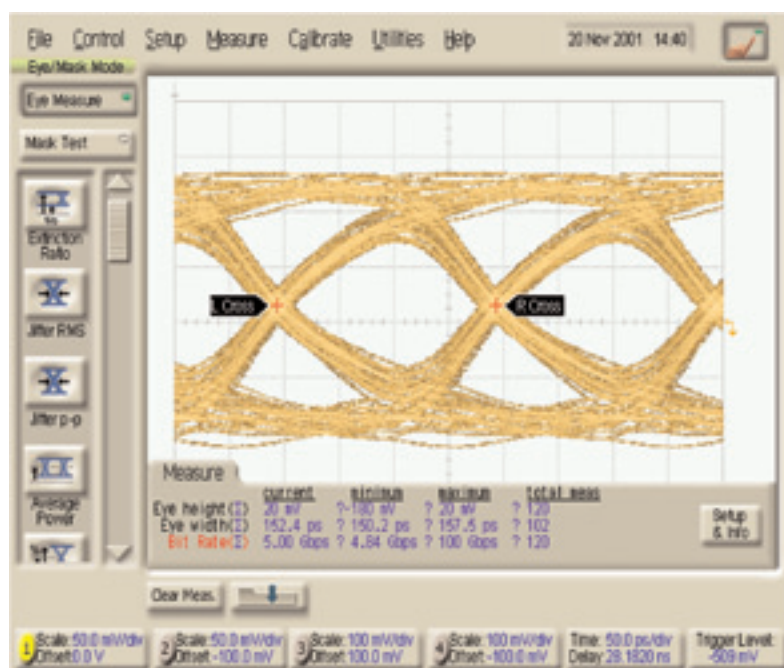 File Control Setup Measure Calibrate Utilities Help 20 Nov 2001 14:40
Eye/Mask Mode
Eye Measure
Mask Test
Extinction
Ratio
Jitter RMS
Jitter p-p
Average
Power
L Cross
R Cross
Measure
current minimum maximum total meas
Eye height(I) 20 mV ?-180 mV ? 20 mV ? 120
Eye width(I) 152.4 ps ? 150.2 ps ? 157.5 ps ? 102
Bit Rate(I) 5.00 Gbps ? 4.84 Gbps ? 100 Gbps ? 120
Setup
& Info
Clear Meas.
1 Scale: 50.0 mV/div
Offset: 0.0 V
2 Scale: 50.0 mV/div
Offset: -100.0 mV
3 Scale: 100 mV/div
Offset: 100.0 mV
4 Scale: 100 mV/div
Offset: -100.0 mV
Time: 50.0 ps/div
Delay: 28.1820 ns
Trigger Level:
-509 mV